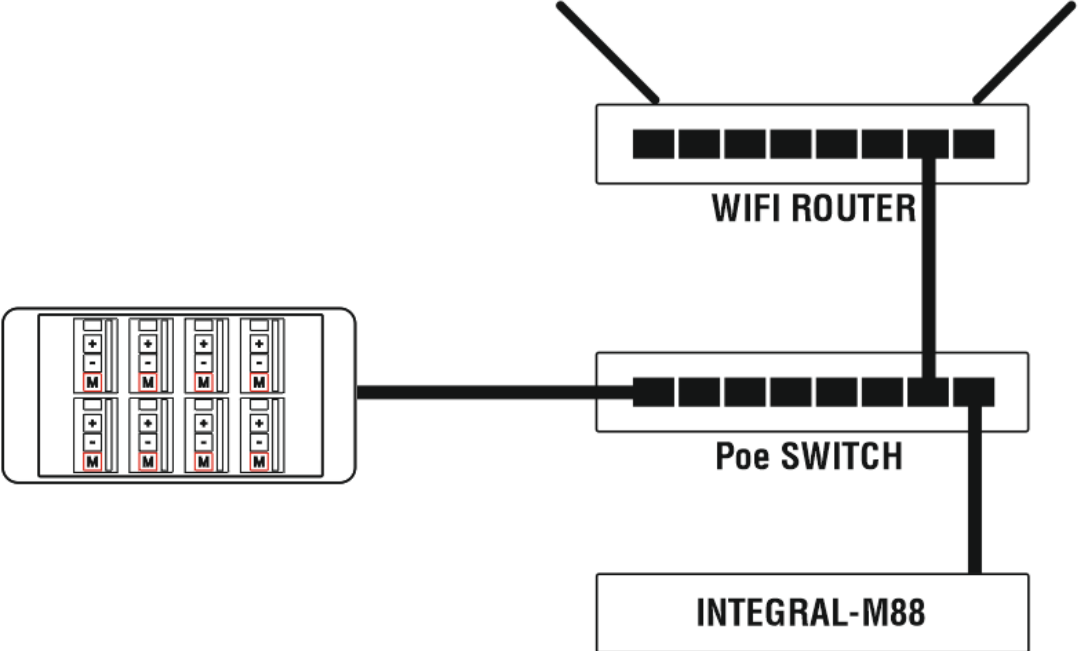 WIFI ROUTER
+ + + +
- - - -
M M M M
+ + + +
- - - -
M M M M
Poe SWITCH
INTEGRAL-M88